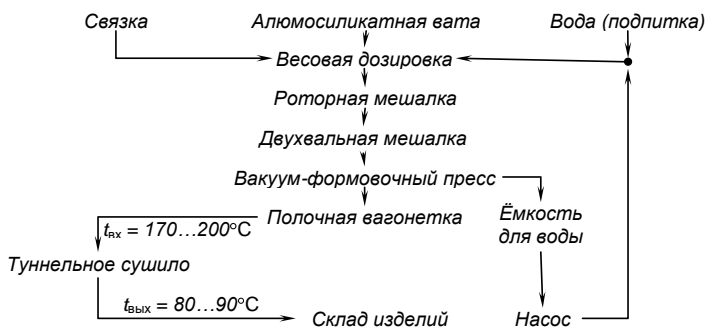 Связка Алюмосиликатная вата Вода (подпитка)
Весовая дозировка
Роторная мешалка
Двухвальная мешалка
Вакуум-формовочный пресс
Полочная вагонетка
Ёмкость
для воды
tвх = 170…200°С
Туннельное сушило
tвых = 80…90°С
Склад изделий
Насос